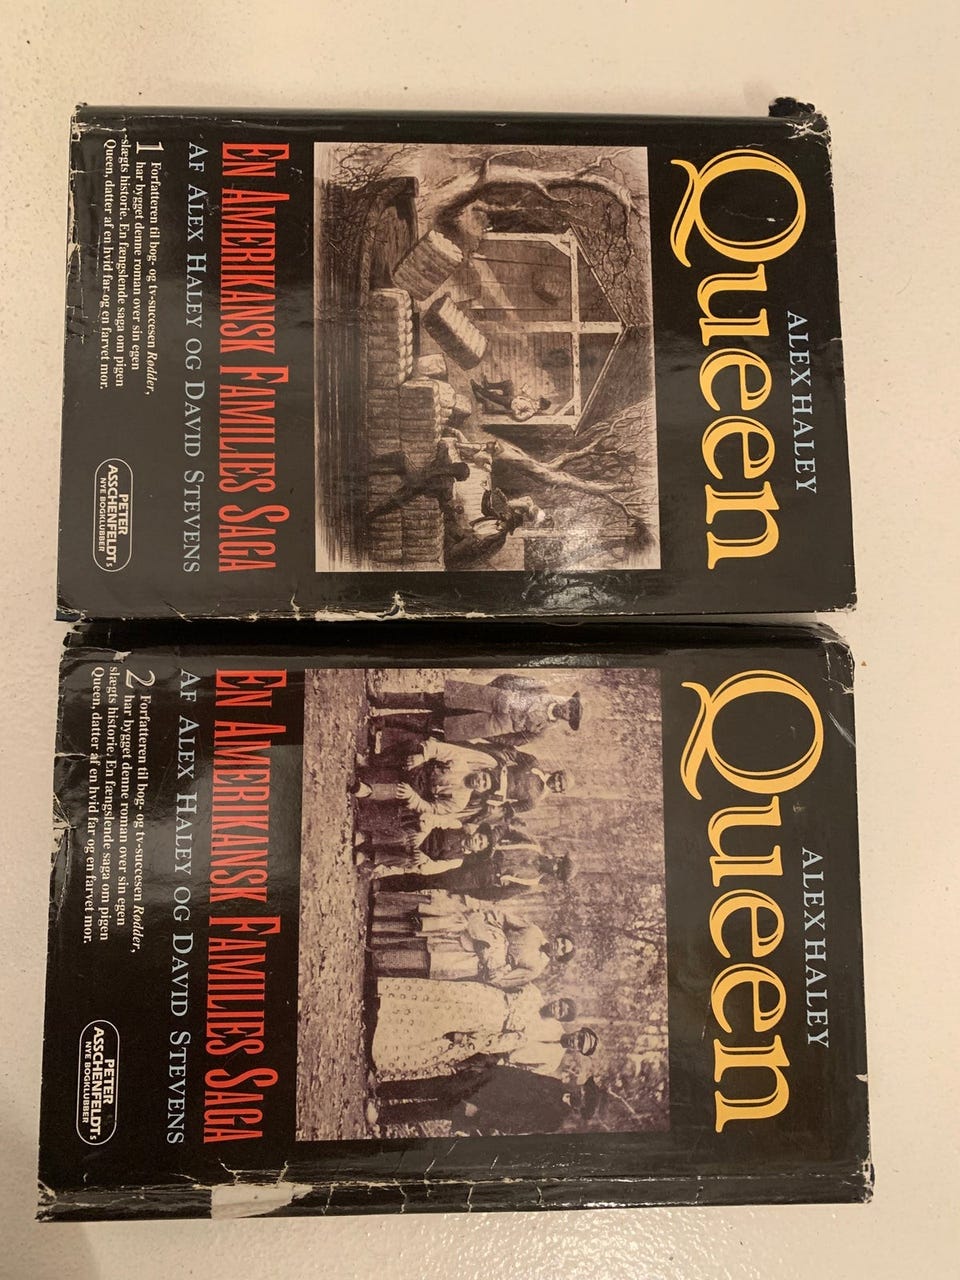 ALEX HALEY
Queen
EN AMERIKANSK FAMILIES SAGA
AF ALEX HALEY OG DAVID STEVENS
1 Forfatteren til bog- og tv-succesen Rødder,
har bygget denne roman over sin egen
slægts historie. En fængslende saga om pigen
Queen, datter af en hvid far og en farvet mor.
PETER
ASSCHENFELDTs
NYE BOGKLUBBER
ALEX HALEY
Queen
EN AMERIKANSK FAMILIES SAGA
AF ALEX HALEY OG DAVID STEVENS
2 Forfatteren til bog- og tv-succesen Rødder,
har bygget denne roman over sin egen
slægts historie. En fængslende saga om pigen
Queen, datter af en hvid far og en farvet mor.
PETER
ASSCHENFELDTs
NYE BOGKLUBBER